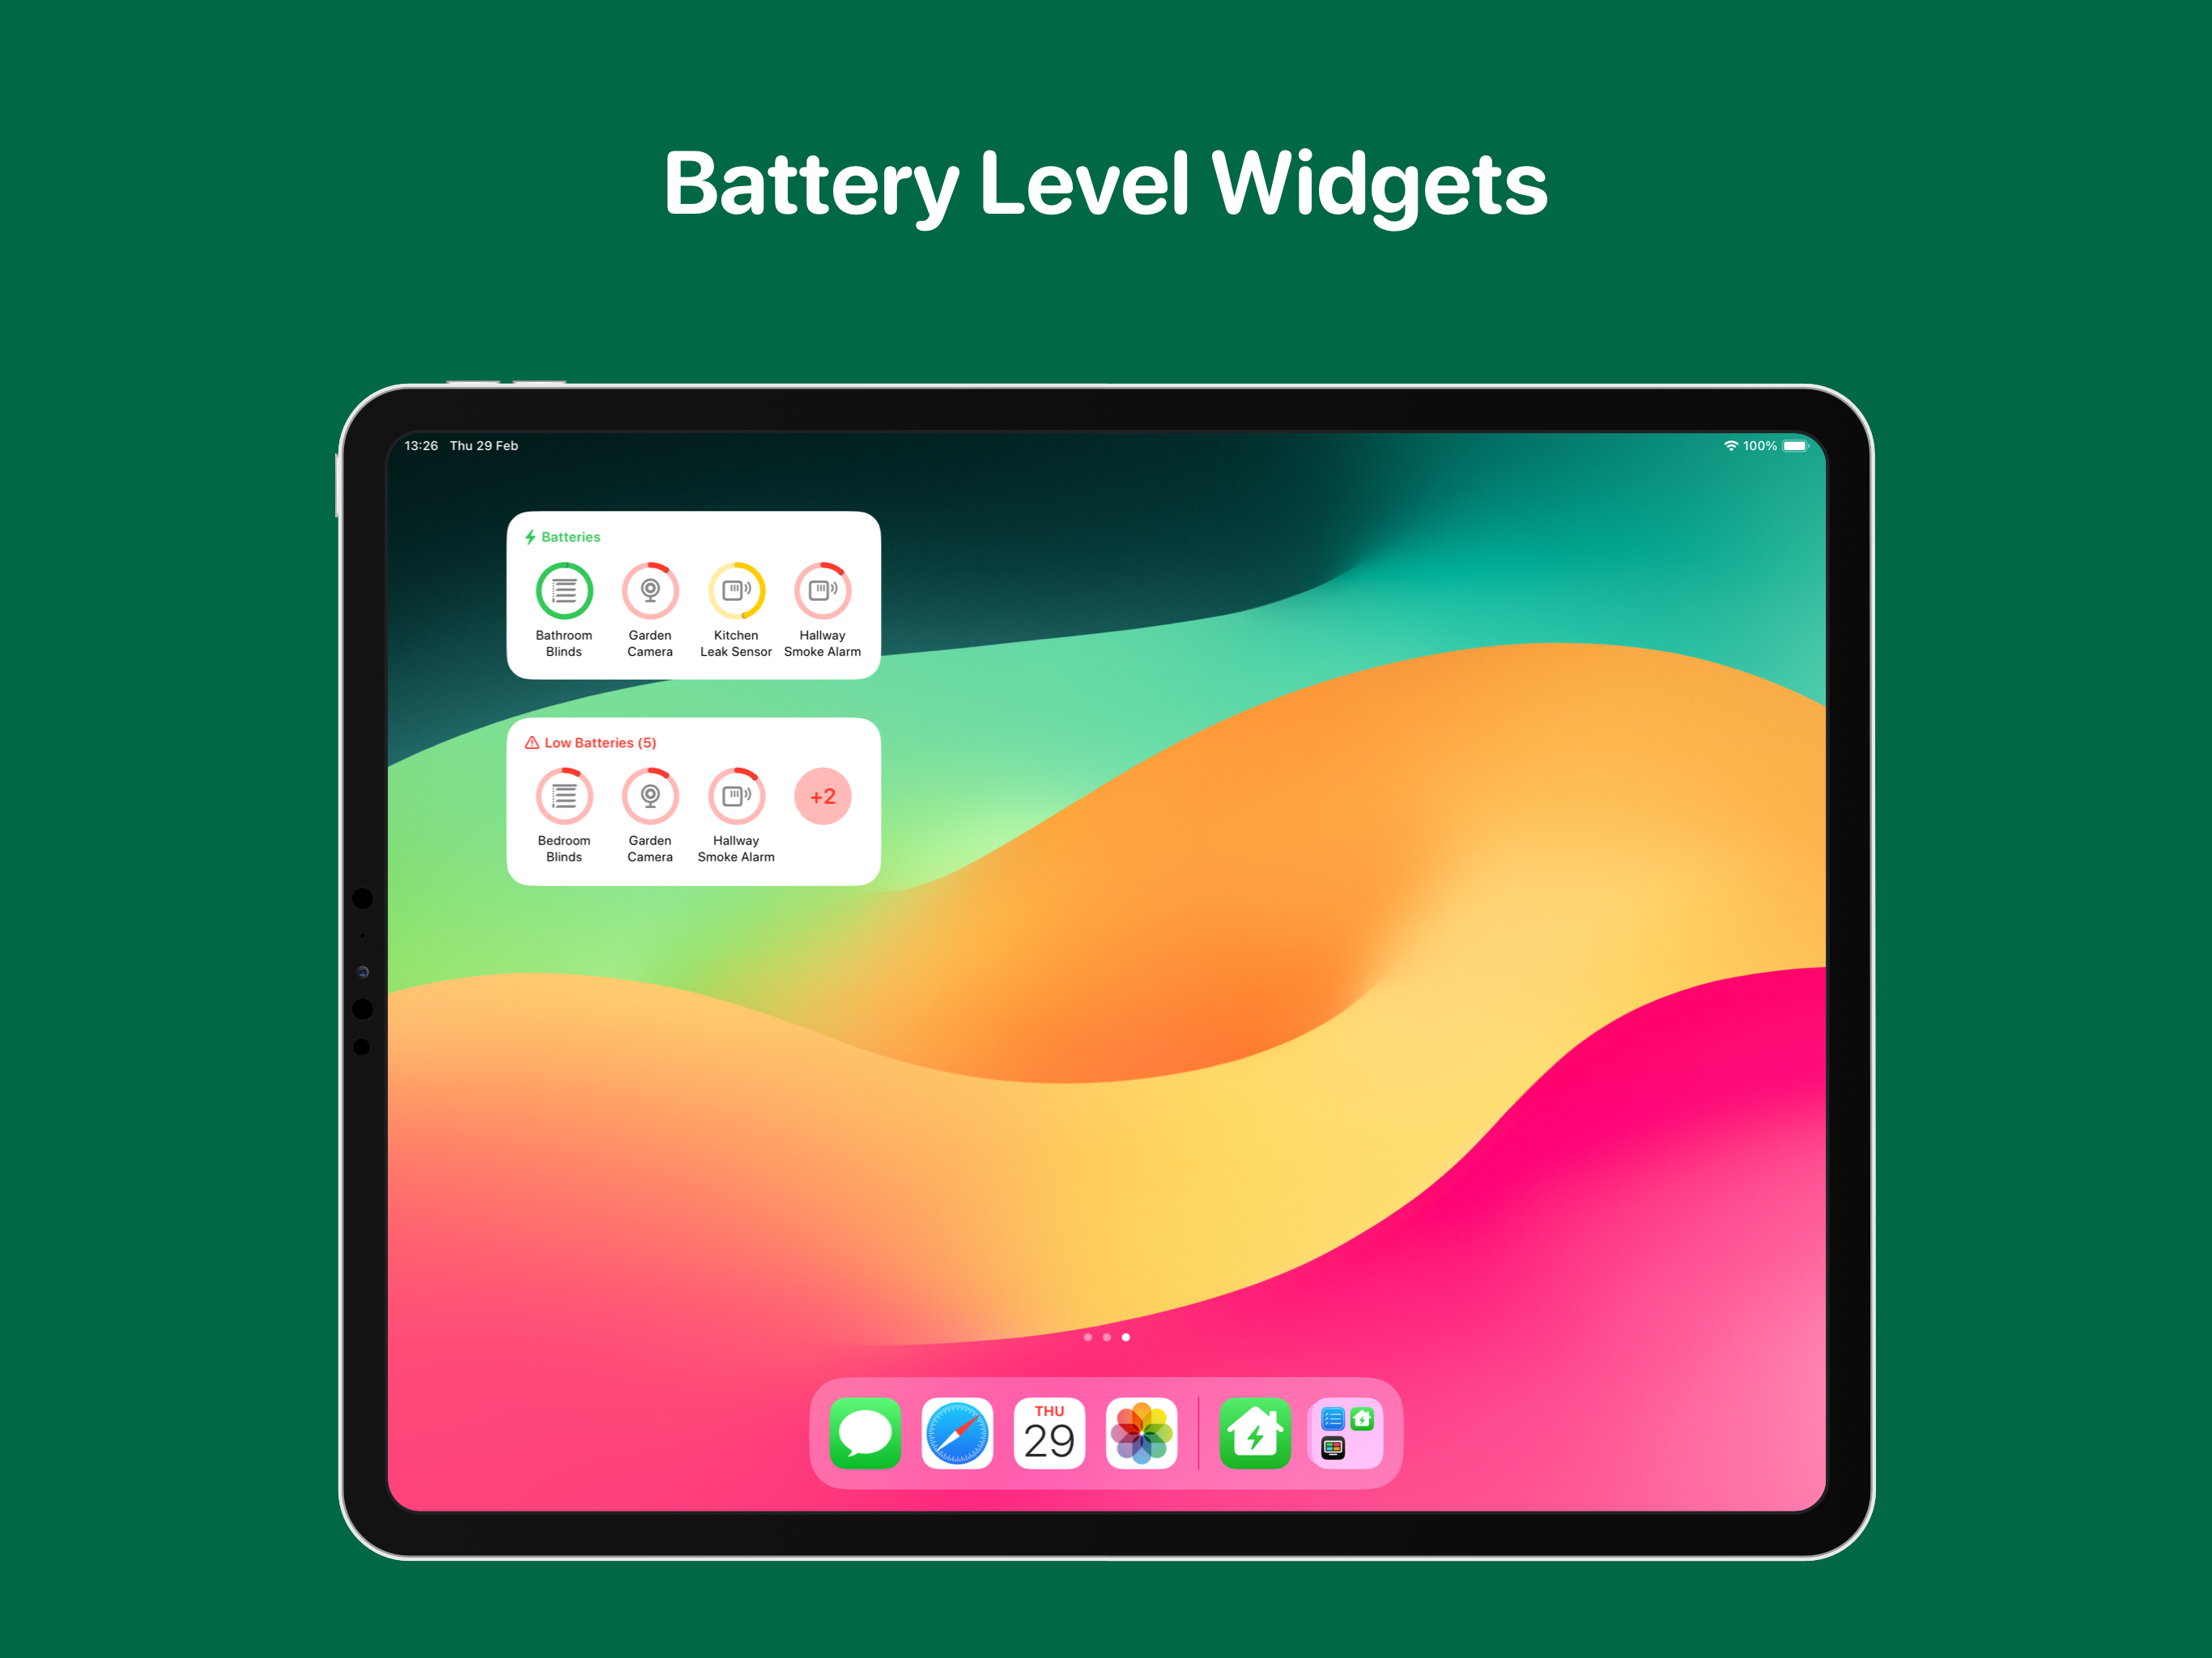 Battery Level Widgets
13:26 Thu 29 Feb
100%
Batteries
Bathroom
Blinds
Garden
Camera
Kitchen
Leak Sensor
Hallway
Smoke Alarm
Low Batteries (5)
Bedroom
Blinds
Garden
Camera
Hallway
Smoke Alarm
+2
THU
29